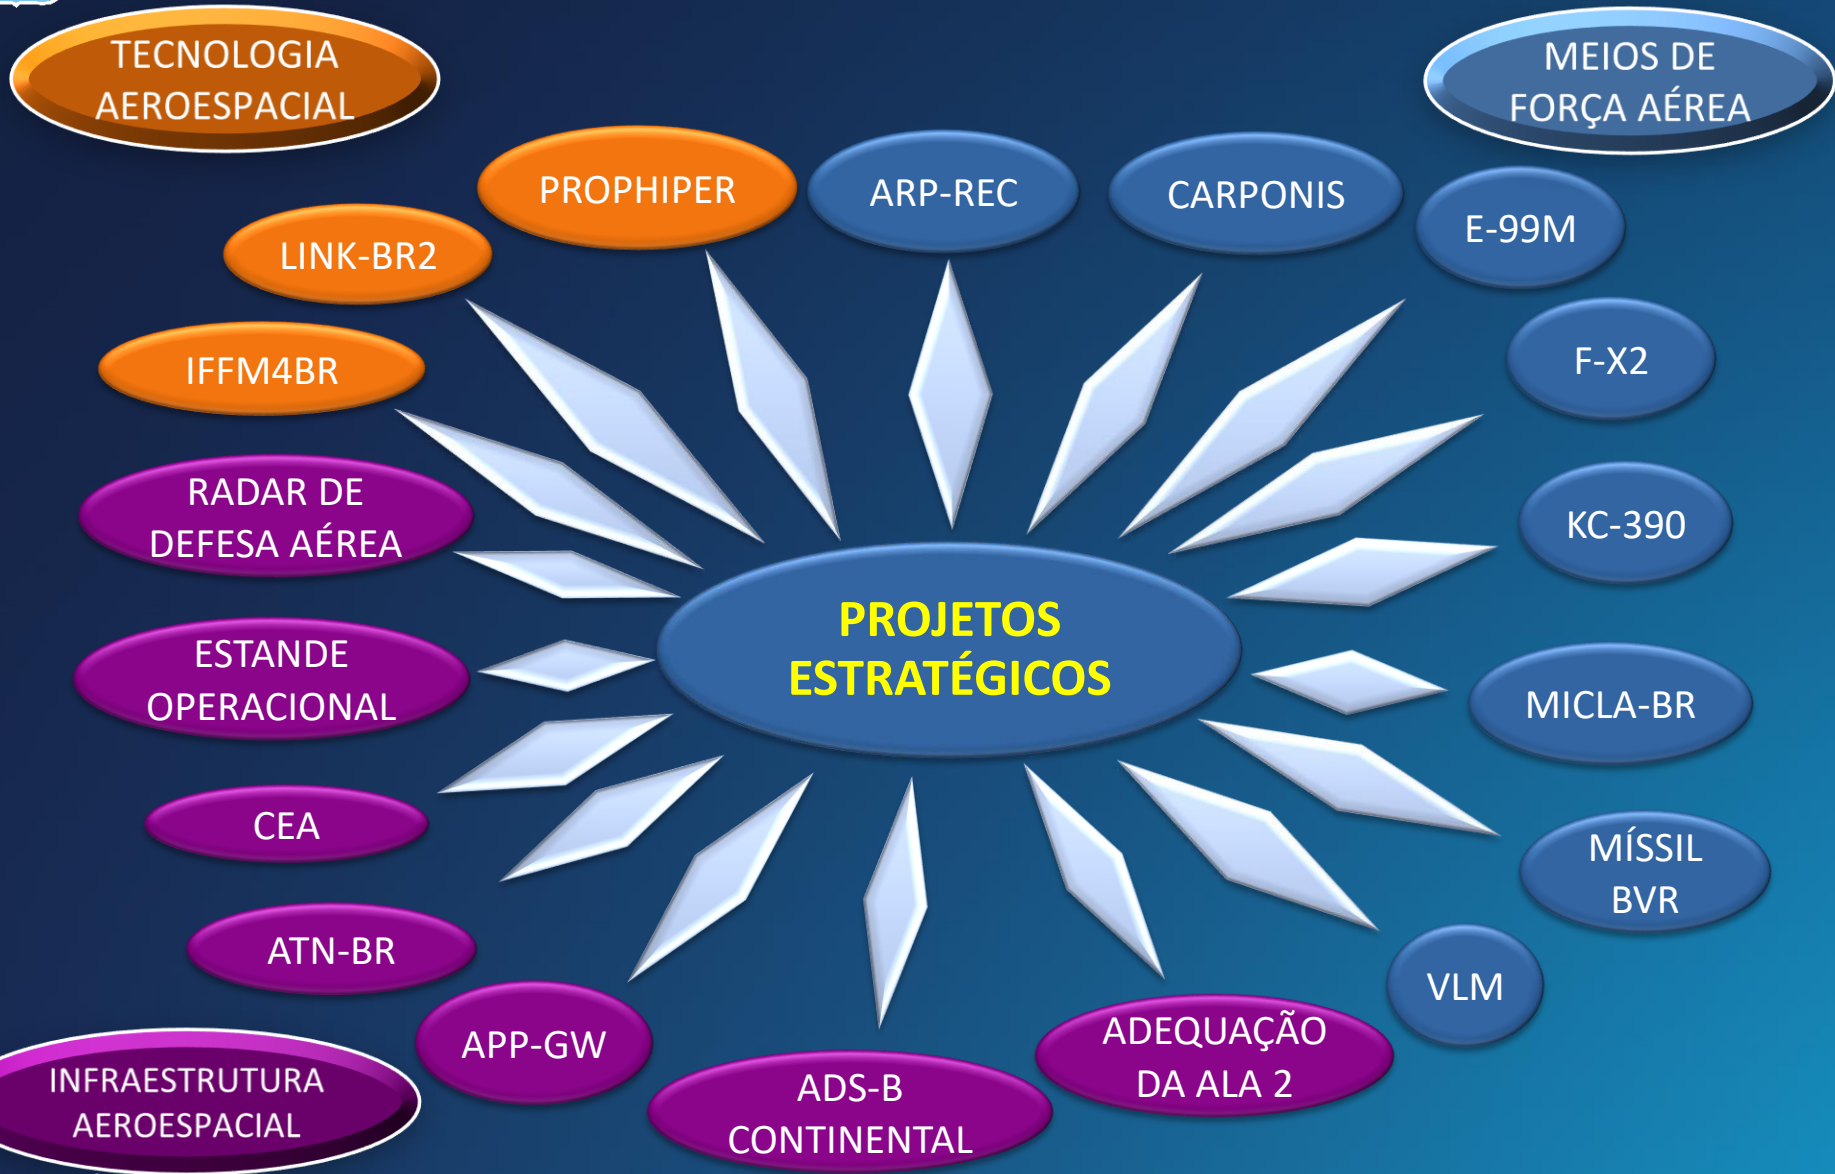 TECNOLOGIA
AEROESPACIAL
MEIOS DE
FORÇA AÉREA
PROPHIPER
ARP-REC
CARPONIS
E-99M
LINK-BR2
F-X2
IFFM4BR
KC-390
RADAR DE
DEFESA AÉREA
PROJETOS
ESTRATÉGICOS
ESTANDE
OPERACIONAL
MICLA-BR
CEA
MÍSSIL
BVR
ATN-BR
VLM
APP-GW
ADEQUAÇÃO
DA ALA 2
ADS-B
CONTINENTAL
INFRAESTRUTURA
AEROESPACIAL